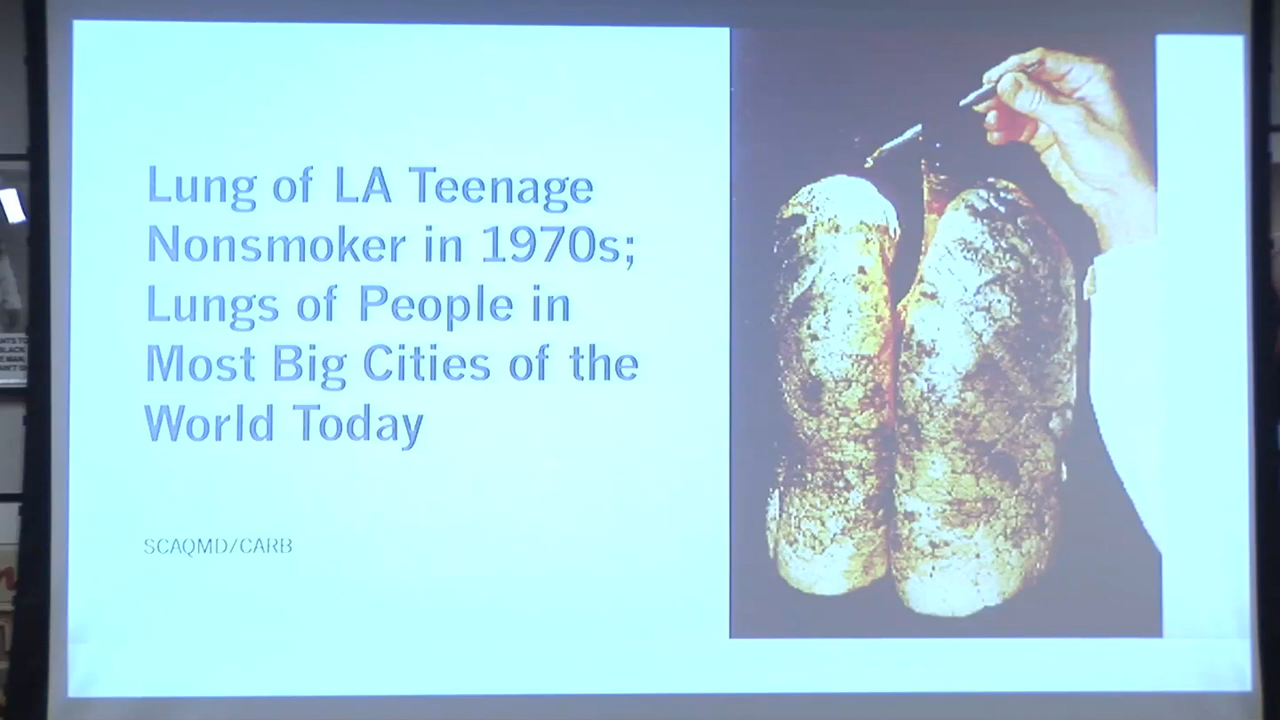 Lung of LA Teenage
Nonsmoker in 1970s;
Lungs of People in
Most Big Cities of the
World Today
SCAQMD/CARB